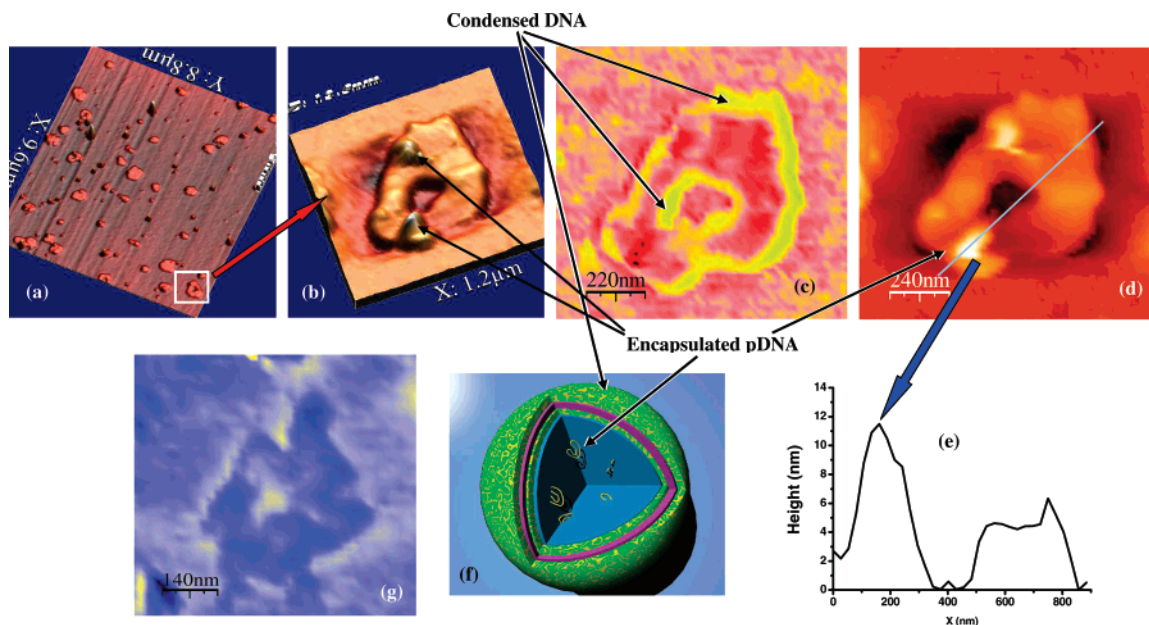 Condensed DNA
Y: 8.8µm
X: 9.6µm
(a)
(b)
X: 1.2µm
220nm
(c)
240nm
(d)
Encapsulated pDNA
140nm
(g)
(f)
(e)
Height (nm)
14
12
10
8
6
4
2
0
0
200
400
600
800
X (nm)